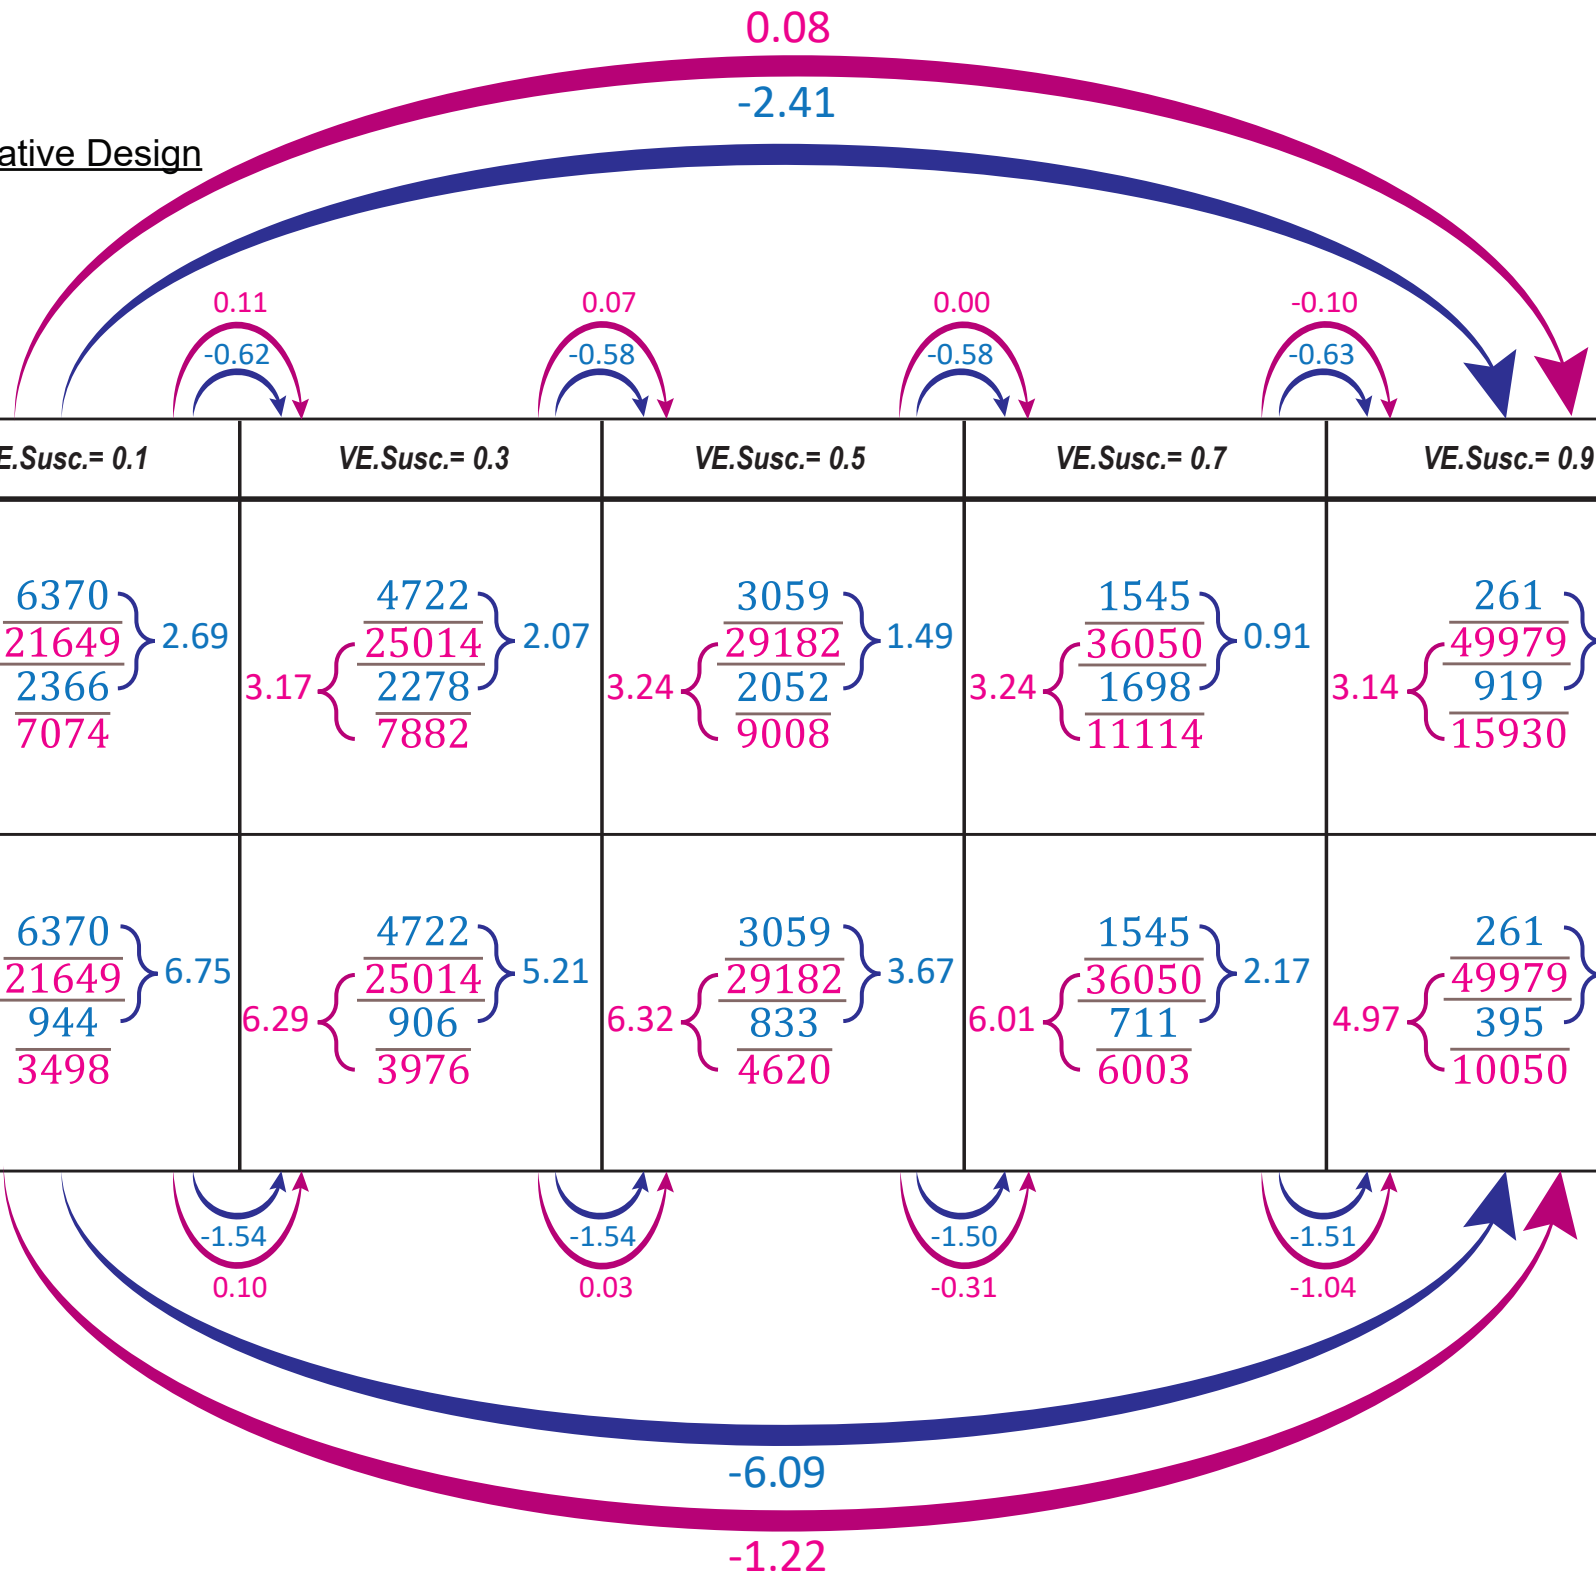 0.08
-2.41
ative Design
0.11 0.07 0.00 -0.10
-0.62 -0.58 -0.58 -0.63
E.Susc.= 0.1 VE.Susc.= 0.3 VE.Susc.= 0.5 VE.Susc.= 0.7 VE.Susc.= 0.9
6370 4722 3059 1545 261
21649 2.69 25014 2.07 29182 1.49 36050 0.91 49979
2366 3.17 2278 3.24 2052 3.24 1698 3.14 919
7074 7882 9008 11114 15930
6370 4722 3059 1545 261
21649 6.75 25014 5.21 29182 3.67 36050 2.17 49979
944 6.29 906 6.32 833 6.01 711 4.97 395
3498 3976 4620 6003 10050
-1.54 -1.54 -1.50 -1.51
0.10 0.03 -0.31 -1.04
-6.09
-1.22